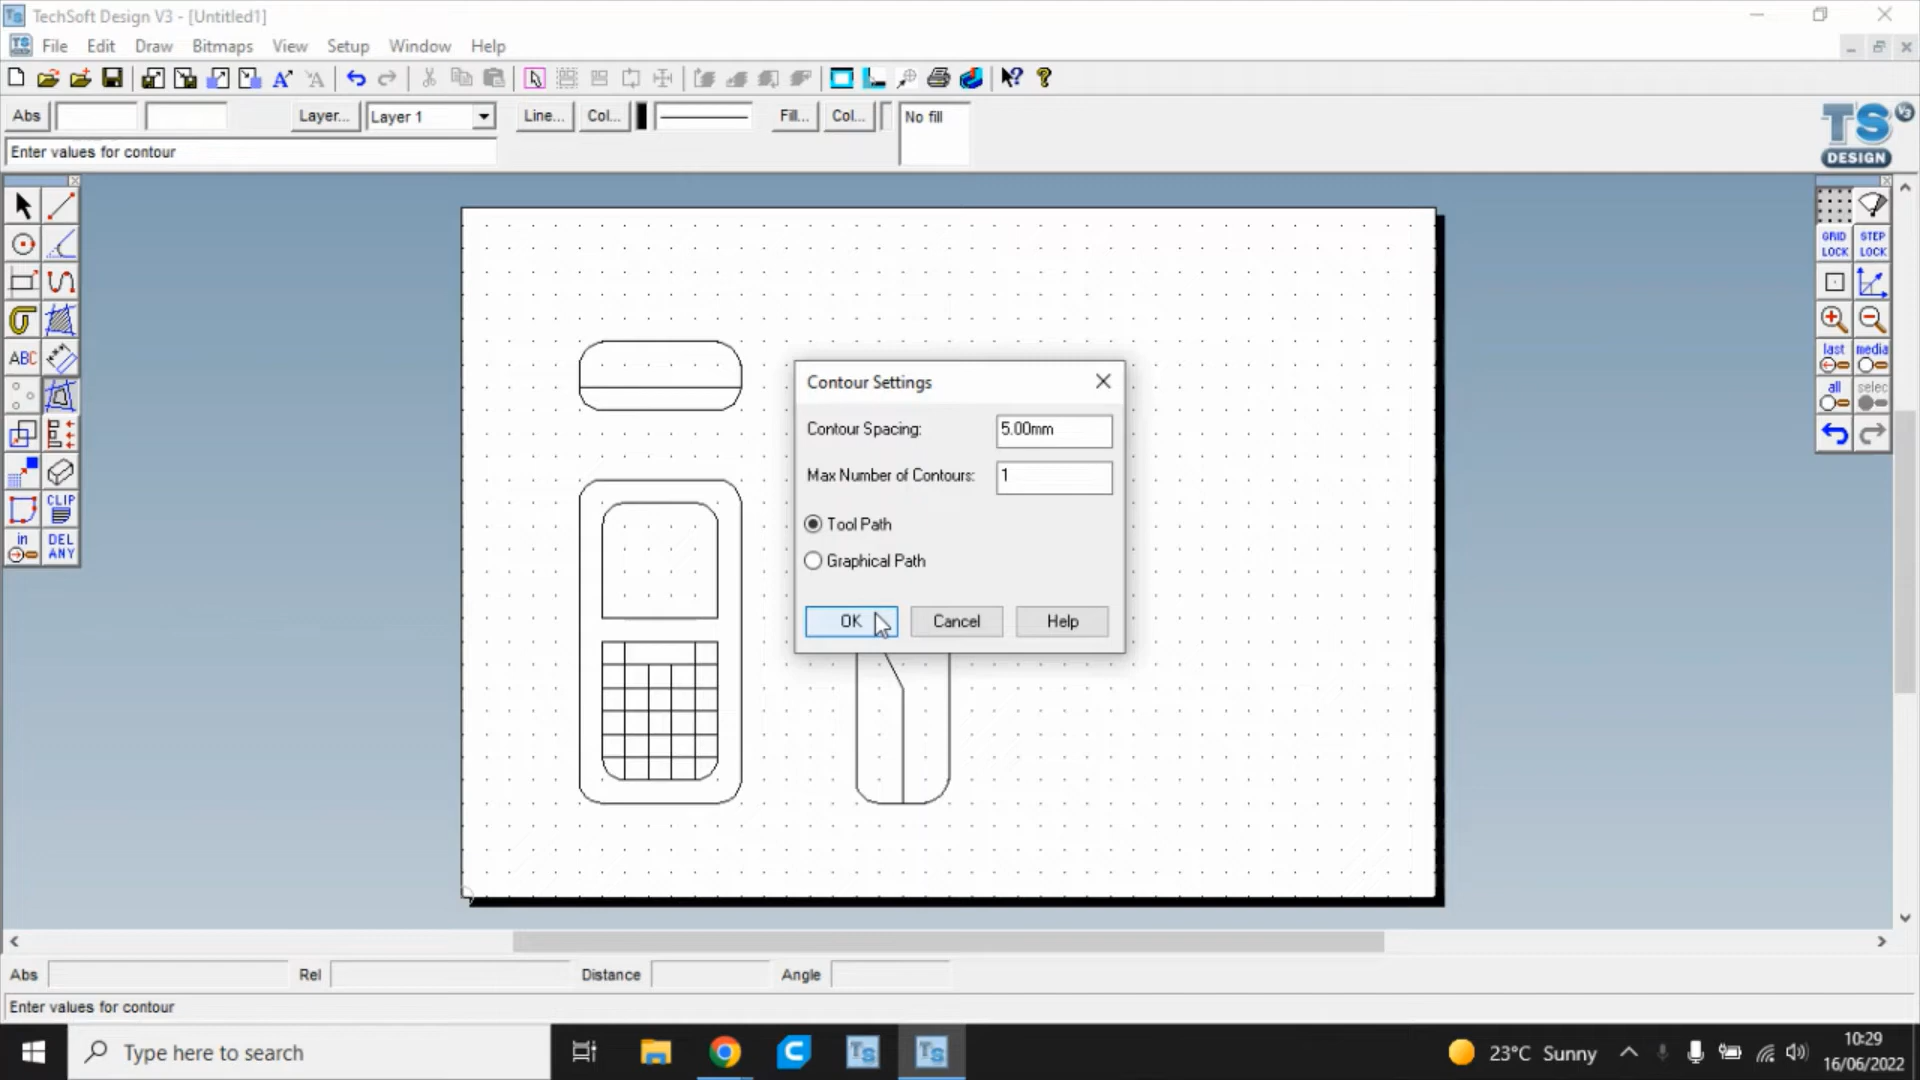 TechSoft Design V3 - [Untitled1]
File Edit Draw Bitmaps View Setup Window Help
Abs Layer... Layer 1 Line... Col... Fill... Col... No fill
TS V3
DESIGN
Enter values for contour
ABC
CLIP
in DEL ANY
GRID LOCK STEP LOCK
last media
all selec
Contour Settings
Contour Spacing: 5.00mm
Max Number of Contours: 1
Tool Path
Graphical Path
OK Cancel Help
Abs Rel Distance Angle
Enter values for contour
Type here to search
Ts Ts
23°C Sunny
10:29
16/06/2022